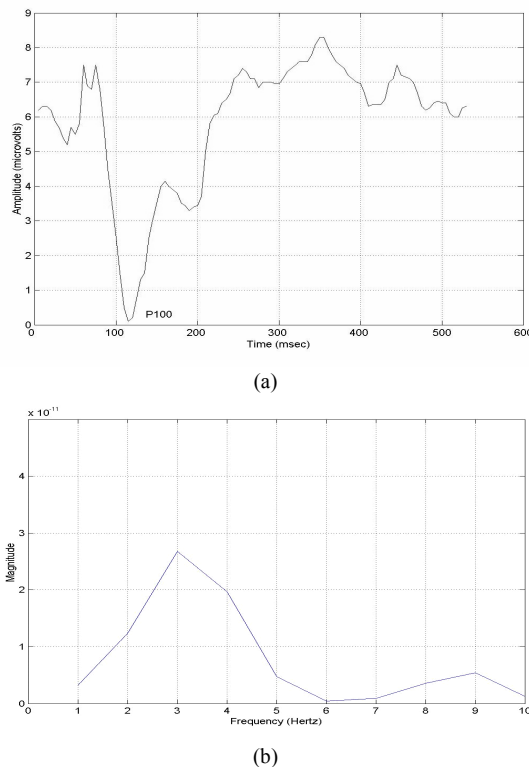 9
8
7
6
5
4
3
2
1
0
Amplitude (microvolts)
P100
0 100 200 300 400 500 600
Time (msec)
(a)
x 10-11
4
3
2
1
0
Magnitude
0 1 2 3 4 5 6 7 8 9 10
Frequency (Hertz)
(b)